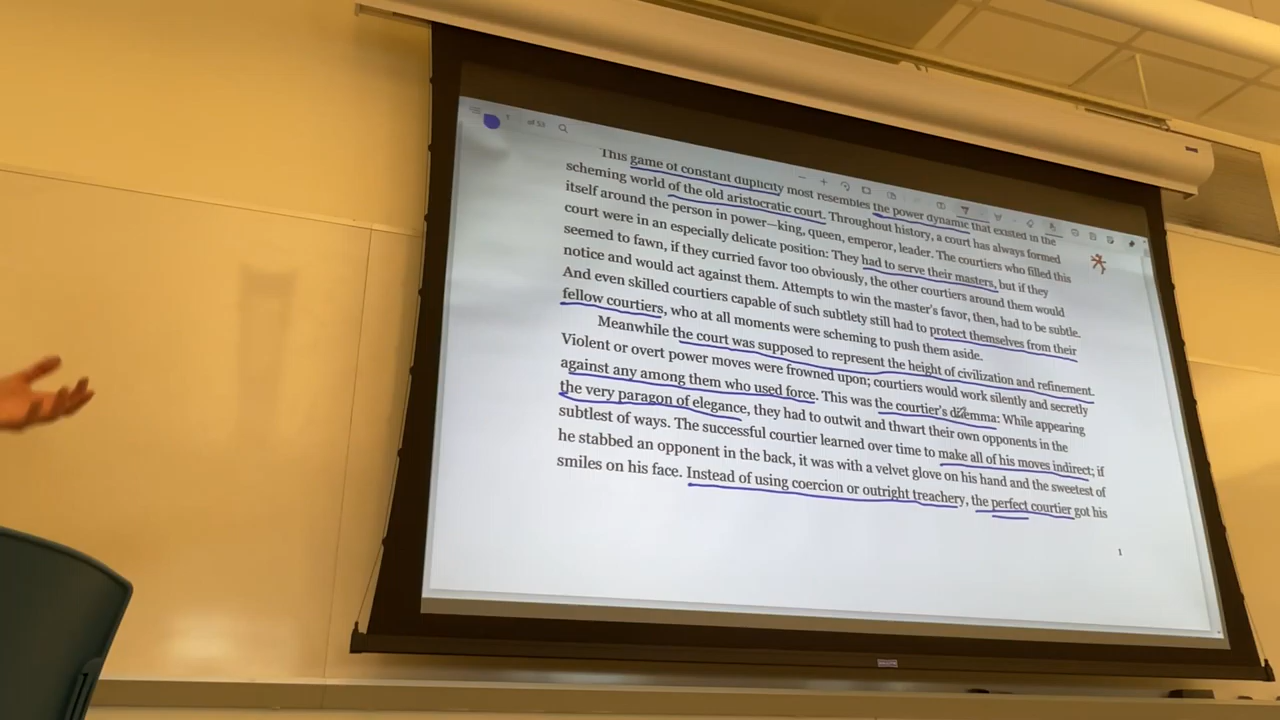 1 of 53
This game of constant duplicity most resembles the power dynamic that existed in the
scheming world of the old aristocratic court. Throughout history, a court has always formed
itself around the person in power—king, queen, emperor, leader. The courtiers who filled this
court were in an especially delicate position: They had to serve their masters, but if they
seemed to fawn, if they curried favor too obviously, the other courtiers around them would
notice and would act against them. Attempts to win the master's favor, then, had to be subtle.
And even skilled courtiers capable of such subtlety still had to protect themselves from their
fellow courtiers, who at all moments were scheming to push them aside.
Meanwhile the court was supposed to represent the height of civilization and refinement.
Violent or overt power moves were frowned upon; courtiers would work silently and secretly
against any among them who used force. This was the courtier's dilemma: While appearing
the very paragon of elegance, they had to outwit and thwart their own opponents in the
subtlest of ways. The successful courtier learned over time to make all of his moves indirect; if
he stabbed an opponent in the back, it was with a velvet glove on his hand and the sweetest of
smiles on his face. Instead of using coercion or outright treachery, the perfect courtier got his
1